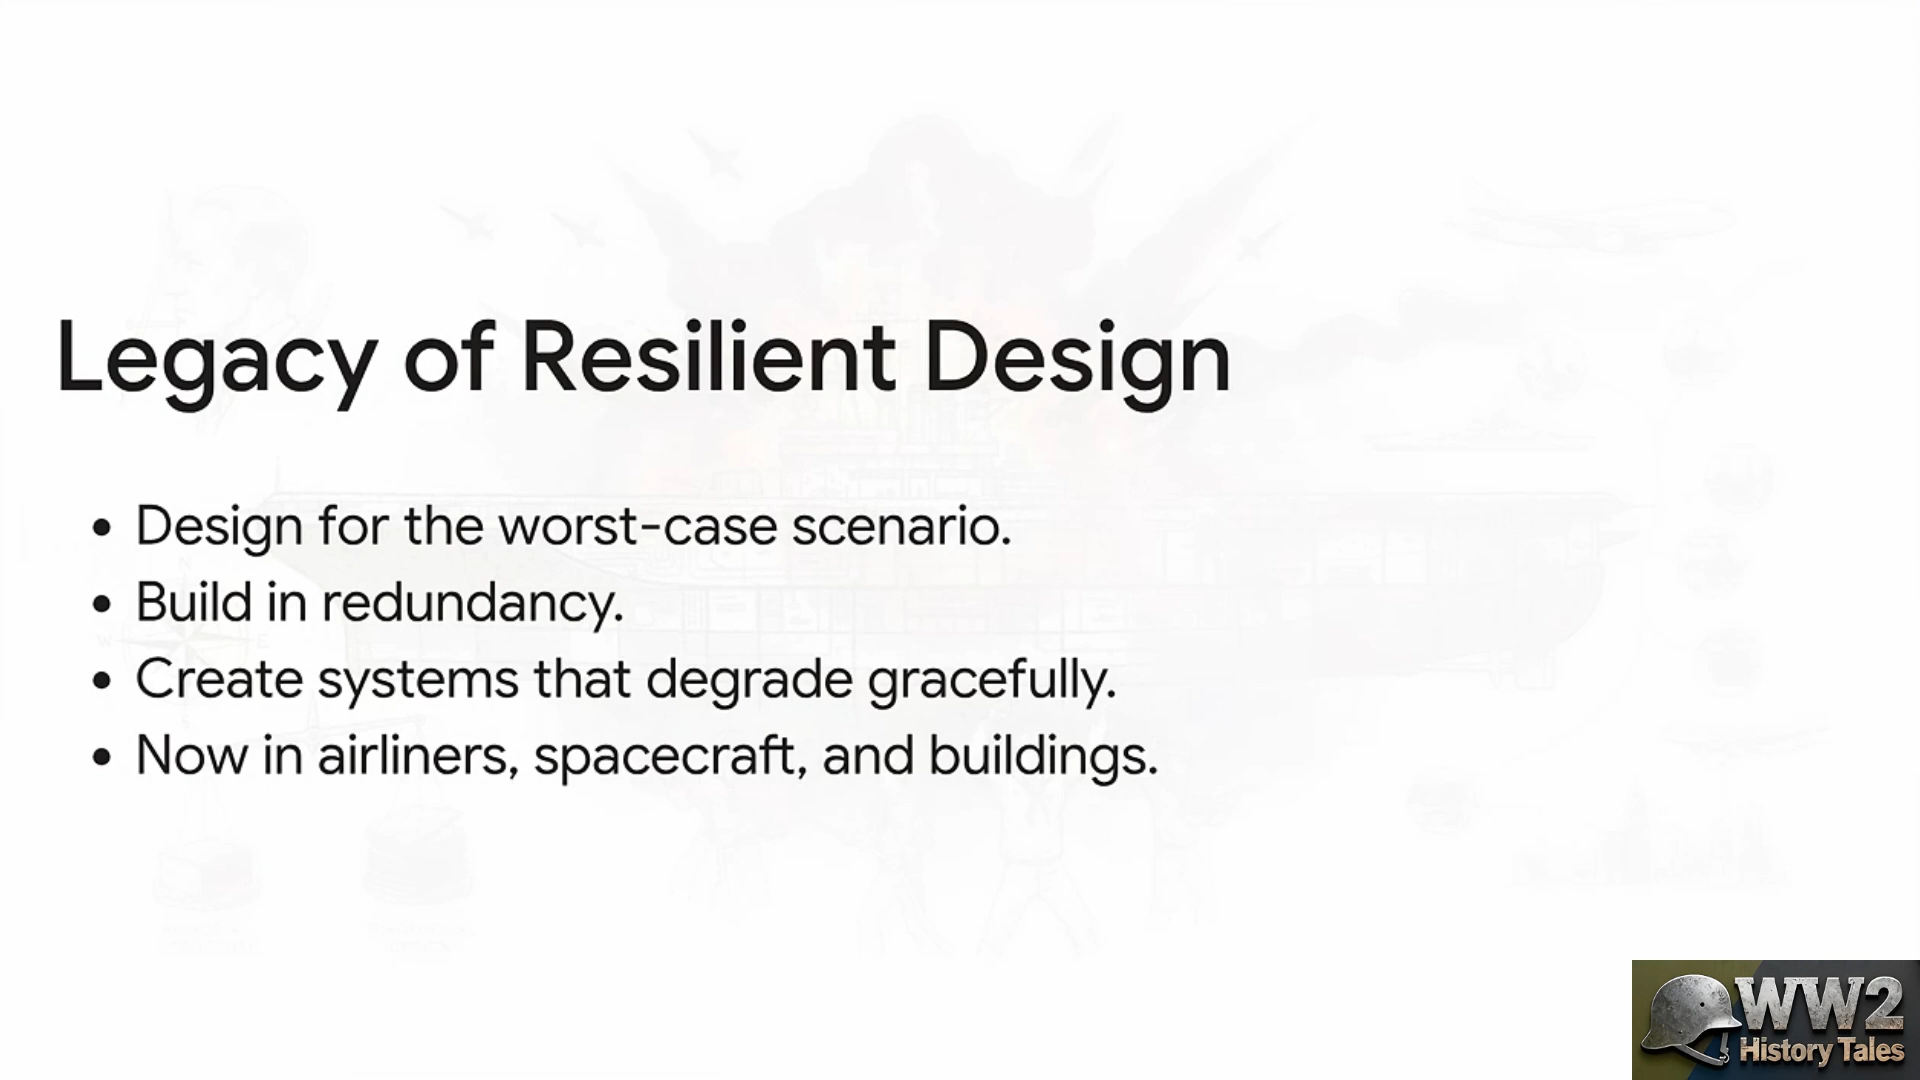 Legacy of Resilient Design
• Design for the worst-case scenario.
• Build in redundancy.
• Create systems that degrade gracefully.
• Now in airliners, spacecraft, and buildings.
N
W E
WW2
History Tales